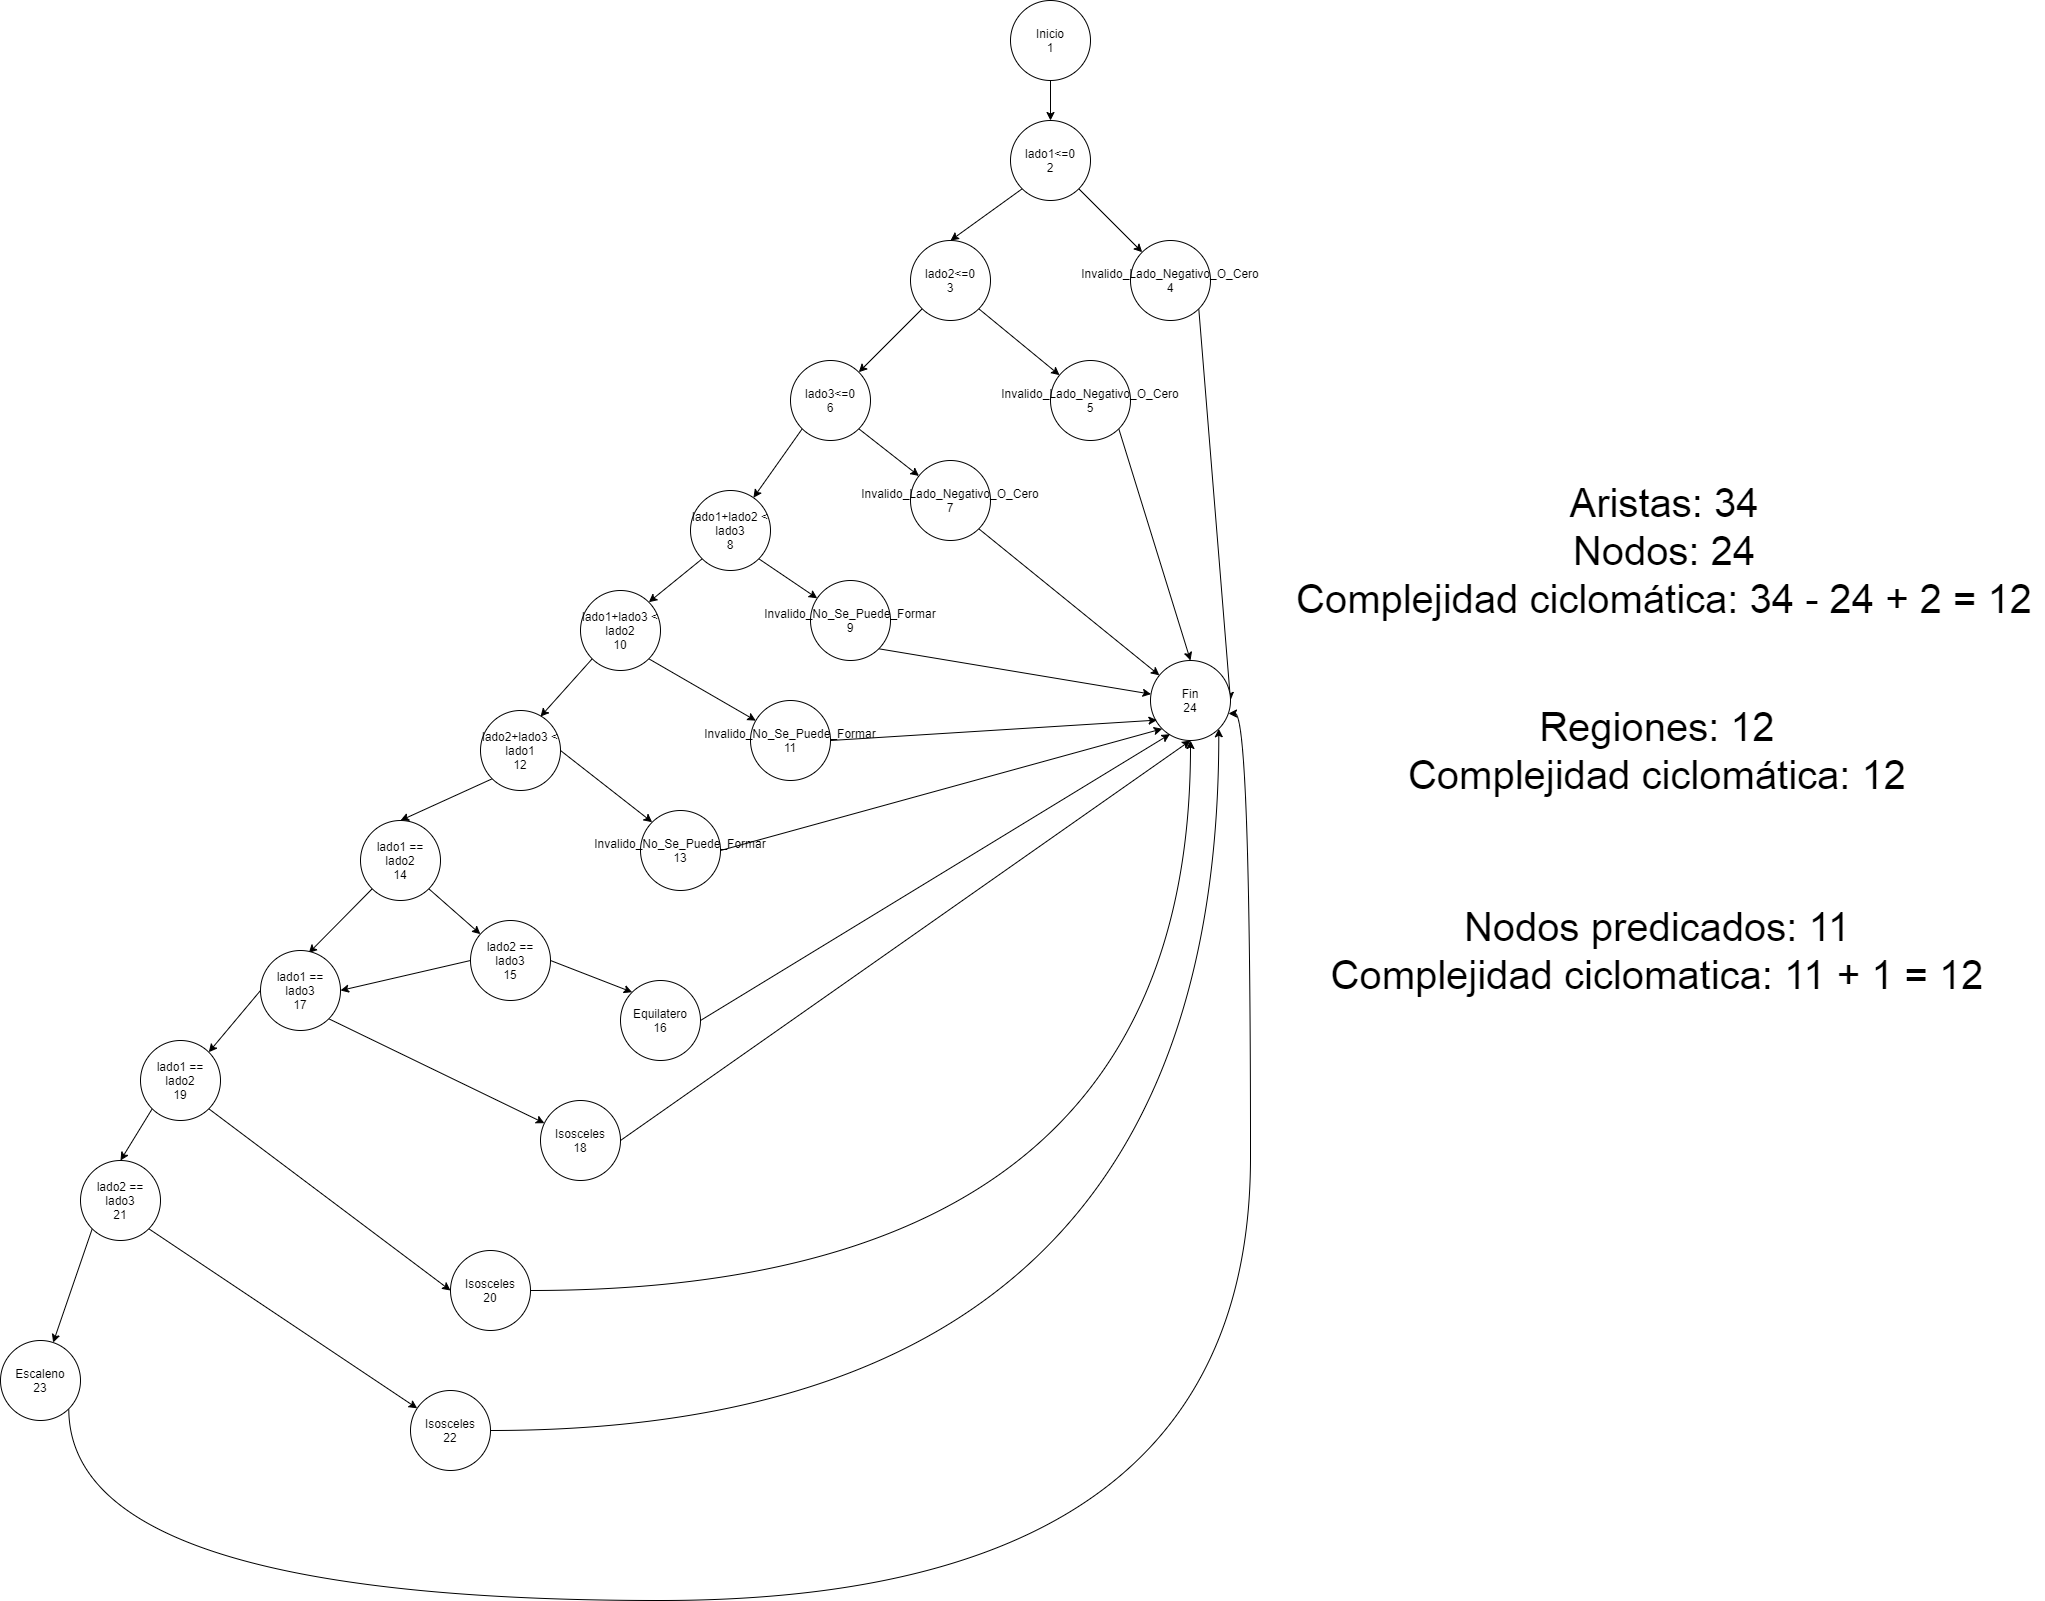 Inicio
1
lado1<=0
2
lado2<=0
3
Invalido_Lado_Negativo_O_Cero
4
lado3<=0
6
Invalido_Lado_Negativo_O_Cero
5
Invalido_Lado_Negativo_O_Cero
7
lado1+lado2 <
lado3
8
Invalido_No_Se_Puede_Formar
9
lado1+lado3 <
lado2
10
Invalido_No_Se_Puede_Formar
11
lado2+lado3 <
lado1
12
Invalido_No_Se_Puede_Formar
13
Fin
24
lado1 ==
lado2
14
lado2 ==
lado3
15
lado1 ==
lado3
17
Equilatero
16
lado1 ==
lado2
19
Isosceles
18
lado2 ==
lado3
21
Isosceles
20
Escaleno
23
Isosceles
22
Aristas: 34
Nodos: 24
Complejidad ciclomática: 34 - 24 + 2 = 12
Regiones: 12
Complejidad ciclomática: 12
Nodos predicados: 11
Complejidad ciclomatica: 11 + 1 = 12